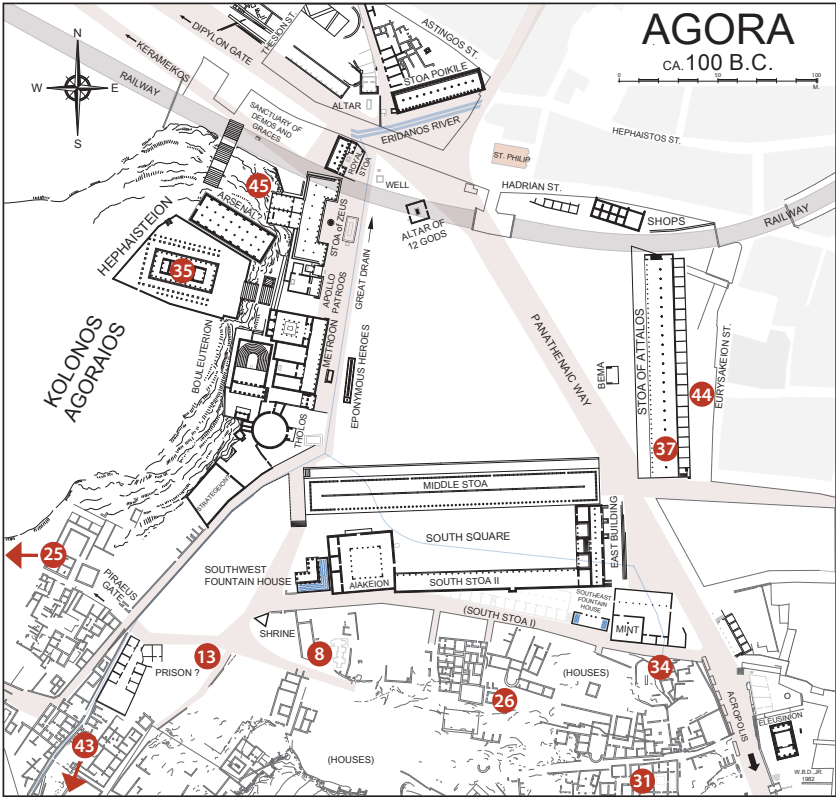 AGORA
CA. 100 B.C.
0 50 100
M.
N
W E
S
DIPYLON GATE
THESION ST.
ASTINGOS ST.
KERAMEIKOS
RAILWAY
STOA POIKILE
ALTAR
SANCTUARY OF
DEMOS AND
GRACES
ERIDANOS RIVER
HEPHAISTOS ST.
ROYAL
STOA
ST. PHILIP
WELL
HADRIAN ST.
45
ARSENAL?
STOA of ZEUS
ALTAR OF
12 GODS
SHOPS
RAILWAY
HEPHAISTEION
35
APOLLO
PATROOS
GREAT DRAIN
KOLONOS
AGORAIOS
BOULEUTERION
METROON
EPONYMOUS HEROES
PANATHENAIC WAY
BEMA
STOA OF ATTALOS
EURYSAKEION ST.
44
37
THOLOS
STRATEGEION
MIDDLE STOA
25
SOUTH SQUARE
EAST BUILDING
PIRAEUS
GATE
SOUTHWEST
FOUNTAIN HOUSE
AIAKEION
SOUTH STOA II
SOUTHEAST
FOUNTAIN
HOUSE
(SOUTH STOA I)
MINT
SHRINE
13
PRISON ?
8
26
(HOUSES)
34
ACROPOLIS
ELEUSINION
43
(HOUSES)
31
W.B.D., JR.
1982